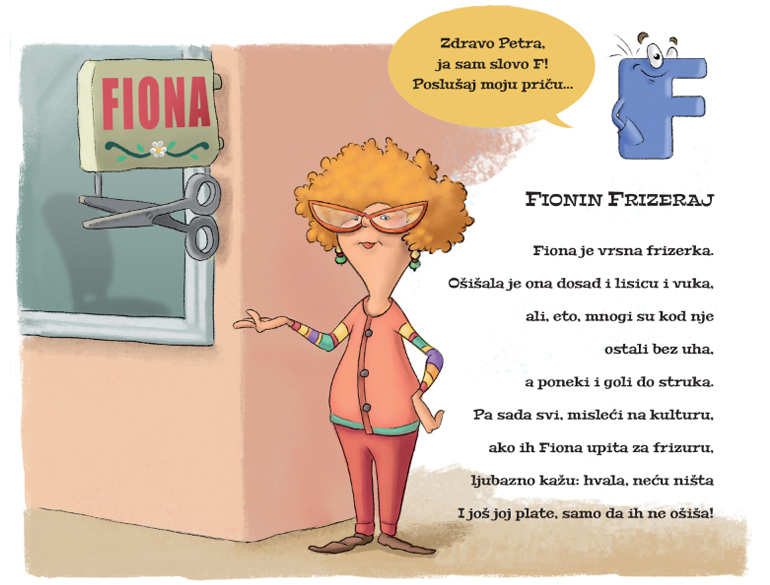 FIONA
Zdravo Petra,
ja sam slovo F!
Poslušaj moju priču...
F
Fionin Frizeraj
Fiona je vrsna frizerka.
Ošišala je ona dosad i lisicu i vuka,
ali, eto, mnogi su kod nje
ostali bez uha,
a poneki i goli do struka.
Pa sada svi, misleći na kulturu,
ako ih Fiona upita za frizuru,
ljubazno kažu: hvala, neću ništa
I još joj plate, samo da ih ne ošiša!